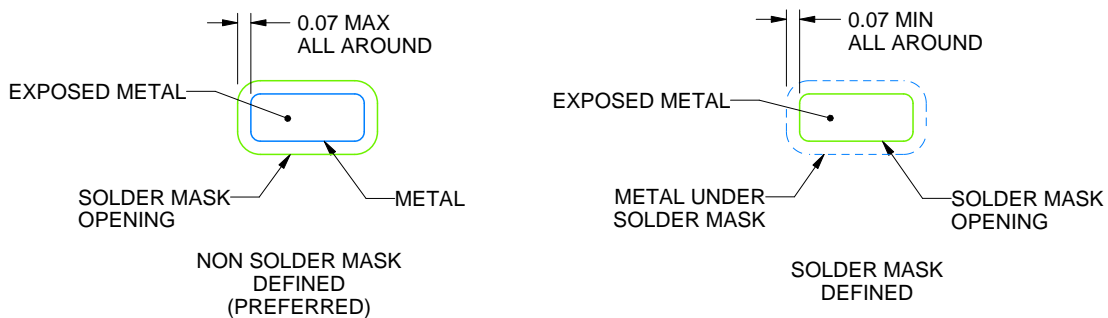 0.07 MAX
ALL AROUND
EXPOSED METAL
SOLDER MASK
OPENING
METAL
NON SOLDER MASK
DEFINED
(PREFERRED)
0.07 MIN
ALL AROUND
EXPOSED METAL
METAL UNDER
SOLDER MASK
SOLDER MASK
OPENING
SOLDER MASK
DEFINED